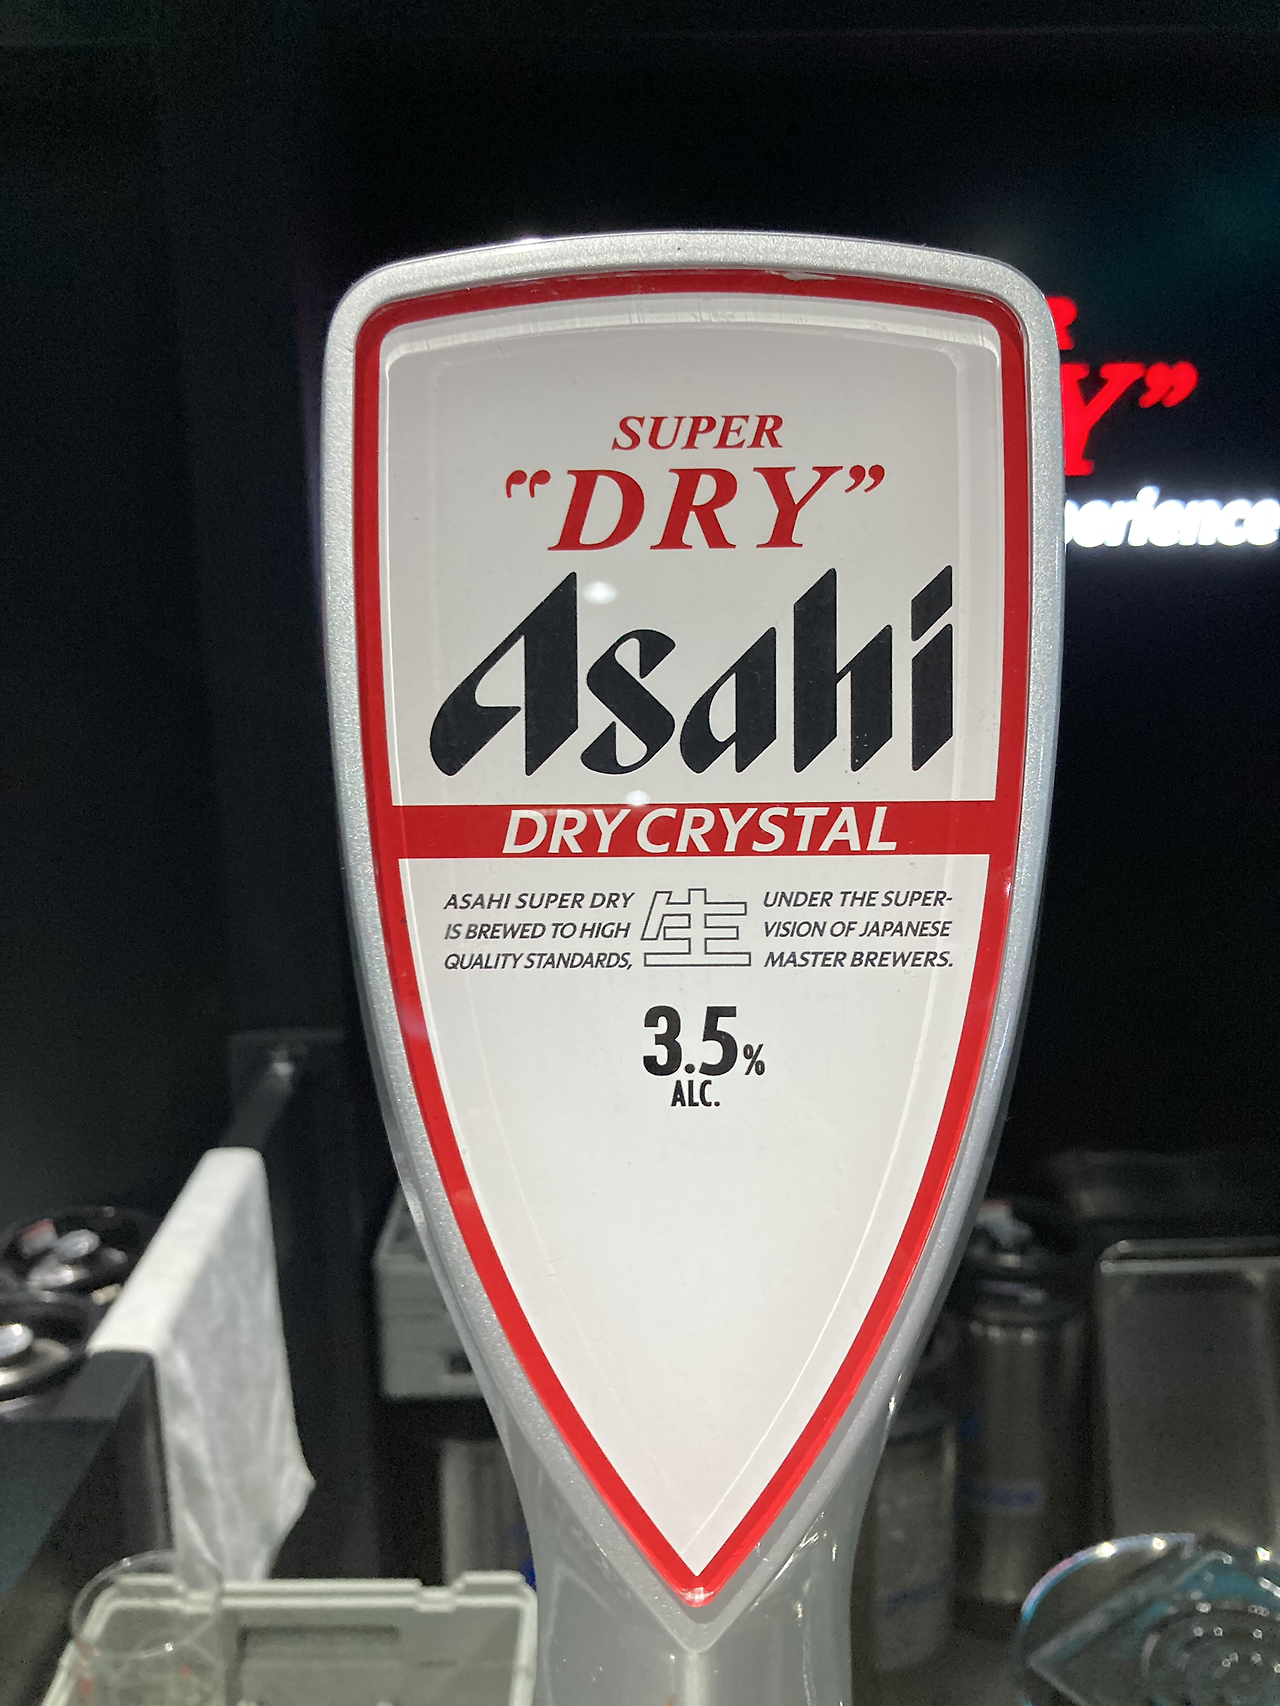 SUPER
“DRY”
Asahi
DRY CRYSTAL
ASAHI SUPER DRY
IS BREWED TO HIGH
QUALITY STANDARDS,
生
UNDER THE SUPER-
VISION OF JAPANESE
MASTER BREWERS.
3.5%
ALC.
R
Y”
perience